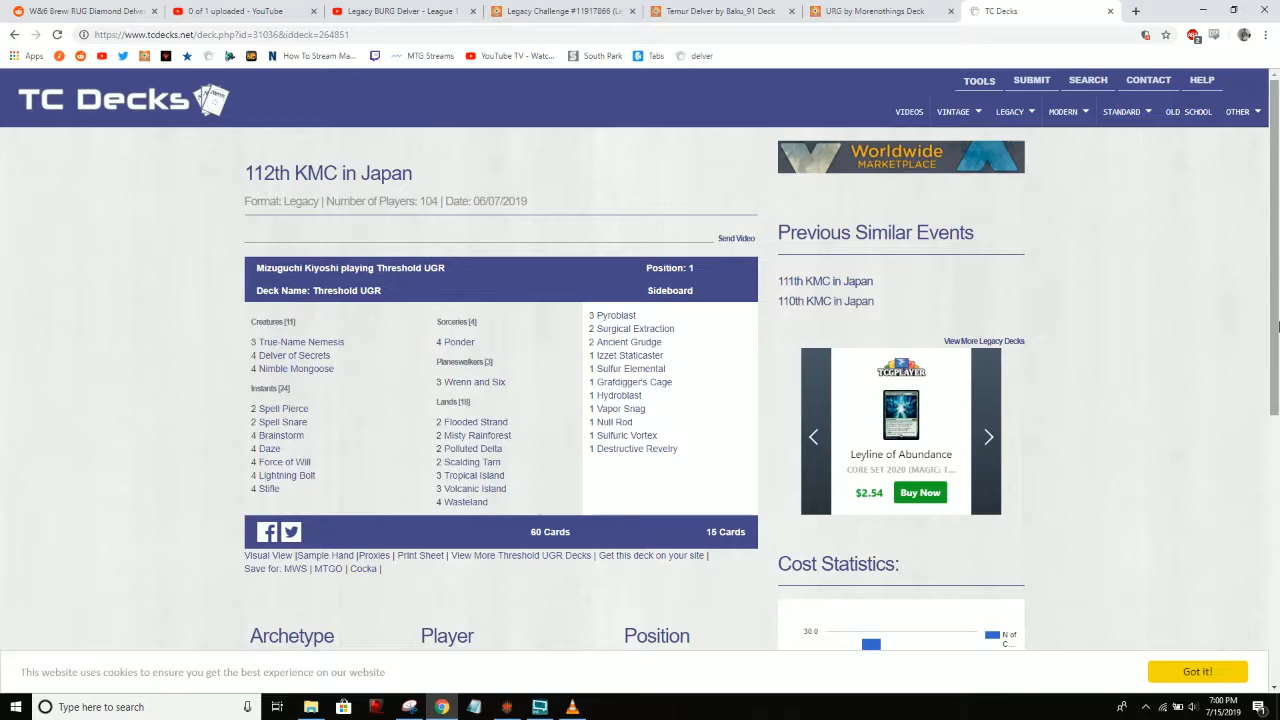 W&6 Brew RUG Diamond Delver -
0 of 1 uploaded - YouTube
Burg Delver - League 1 -
Legacy Challenge #11917866 (Le
Temur Delver by Baku_91 Deck
URG by Morenothings Deck
TC Decks
https://www.tcdecks.net/deck.php?id=31036&iddeck=264851
2
Apps
How To Stream Ma...
MTG Streams
YouTube TV - Watc...
South Park
Tabs
delver
TC Decks
TOOLS SUBMIT SEARCH CONTACT HELP
VIDEOS VINTAGE LEGACY MODERN STANDARD OLD SCHOOL OTHER
112th KMC in Japan
Format: Legacy | Number of Players: 104 | Date: 06/07/2019
Send Video
Mizuguchi Kiyoshi playing Threshold UGR Position: 1
Deck Name: Threshold UGR Sideboard
Creatures [11]
3 True-Name Nemesis
4 Delver of Secrets
4 Nimble Mongoose
Instants [24]
2 Spell Pierce
2 Spell Snare
4 Brainstorm
4 Daze
4 Force of Will
4 Lightning Bolt
4 Stifle
Sorceries [4]
4 Ponder
Planeswalkers [3]
3 Wrenn and Six
Lands [18]
2 Flooded Strand
2 Misty Rainforest
2 Polluted Delta
2 Scalding Tarn
3 Tropical Island
3 Volcanic Island
4 Wasteland
3 Pyroblast
2 Surgical Extraction
2 Ancient Grudge
1 Izzet Staticaster
1 Sulfur Elemental
1 Grafdigger's Cage
1 Hydroblast
1 Vapor Snag
1 Null Rod
1 Sulfuric Vortex
1 Destructive Revelry
60 Cards 15 Cards
Visual View |Sample Hand |Proxies | Print Sheet | View More Threshold UGR Decks | Get this deck on your site |
Save for: MWS | MTGO | Cocka |
Archetype Player Position
Worldwide
MARKETPLACE
Previous Similar Events
111th KMC in Japan
110th KMC in Japan
View More Legacy Decks
TCGPLAYER
Leyline of Abundance
CORE SET 2020 (MAGIC: T...
$2.54 Buy Now
Cost Statistics:
30.0
N of
C...
This website uses cookies to ensure you get the best experience on our website
Got it!
Type here to search
7:00 PM
7/15/2019
1